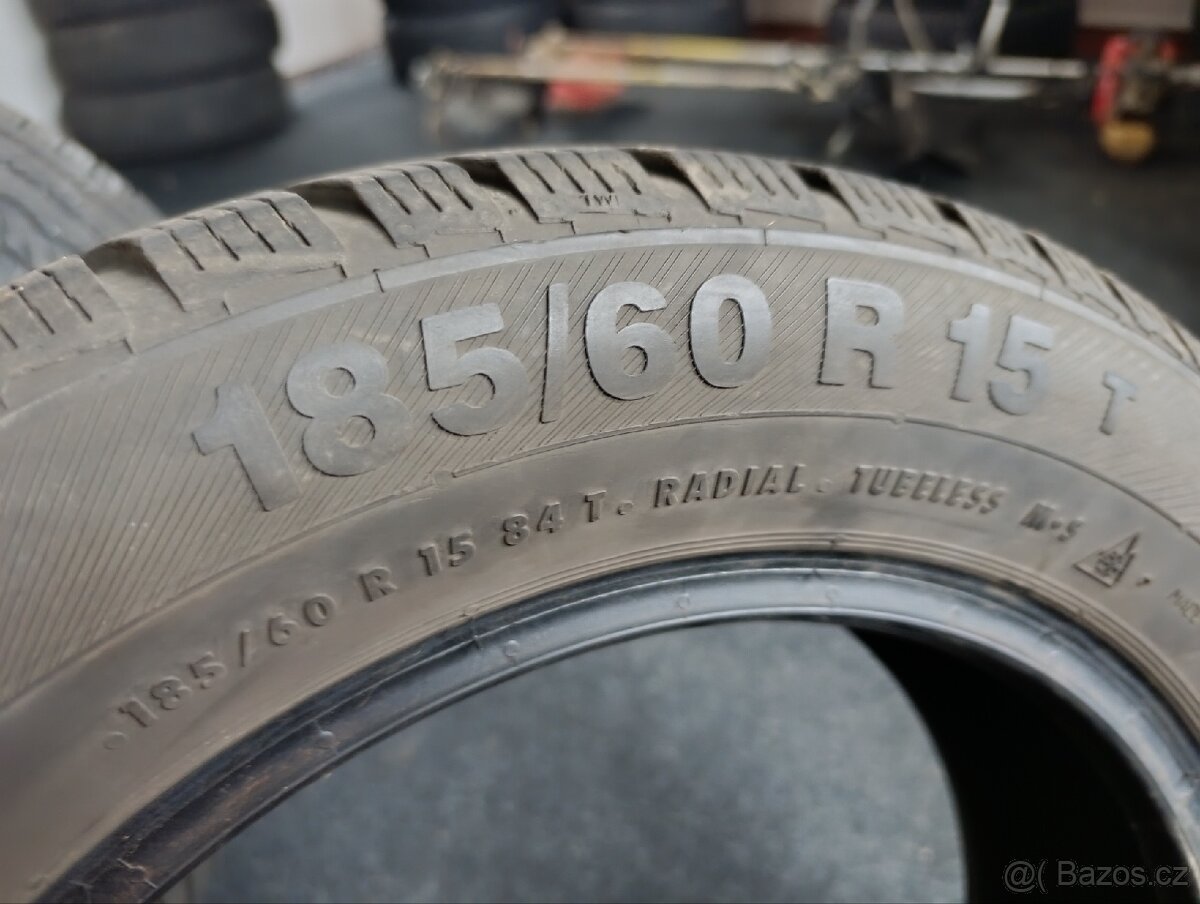 TWI
185/60 R 15 T
185/60 R 15 84 T. RADIAL. TUBELESS M+S
@( Bazos.cz